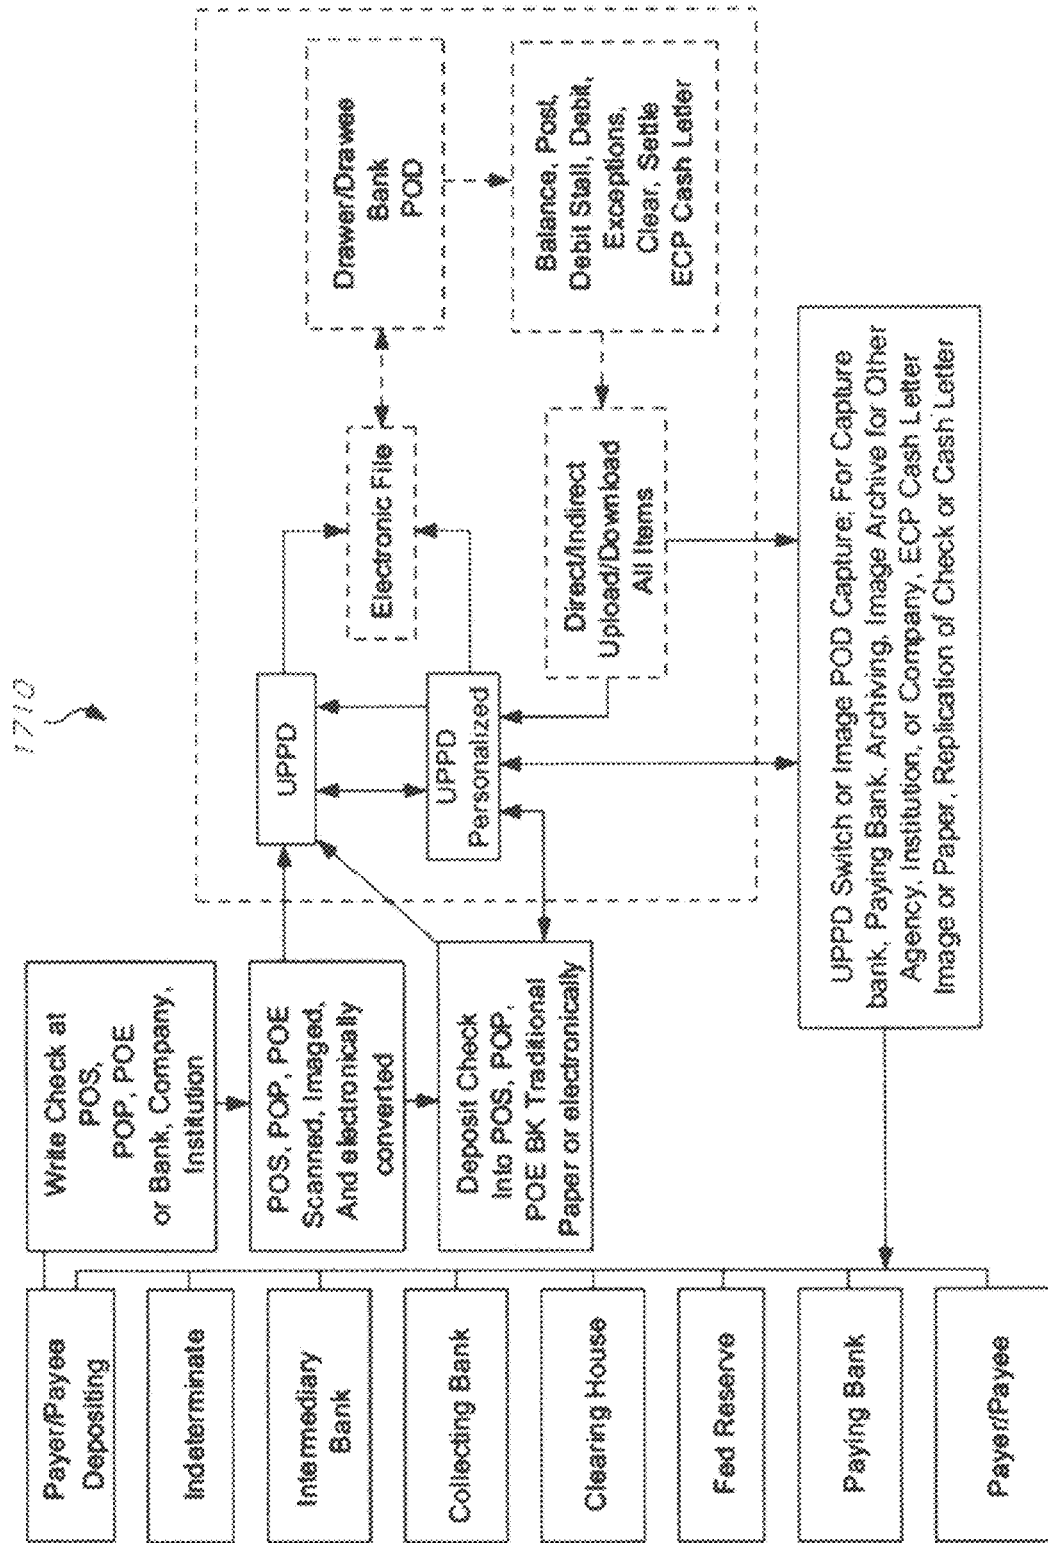 1710
Payer/Payee
Depositing
Indeterminate
Intermediary
Bank
Collecting Bank
Clearing House
Fed Reserve
Paying Bank
Payer/Payee
Write Check at
POS,
POP, POE
or Bank, Company,
Institution
POS, POP, POE
Scanned, Imaged,
And electronically
converted
Deposit Check
Into POS, POP,
POE BK Traditional
Paper or electronically
UPPD
UPPD
Personalized
Electronic File
Direct/Indirect
Upload/Download
All Items
Drawer/Drawee
Bank
POD
Balance, Post,
Debit Stall, Debit,
Exceptions,
Clear, Settle
ECP Cash Letter
UPPD Switch or Image POD Capture; For Capture
bank, Paying Bank, Archiving, Image Archive for Other
Agency, Institution, or Company, ECP Cash Letter
Image or Paper, Replication of Check or Cash Letter